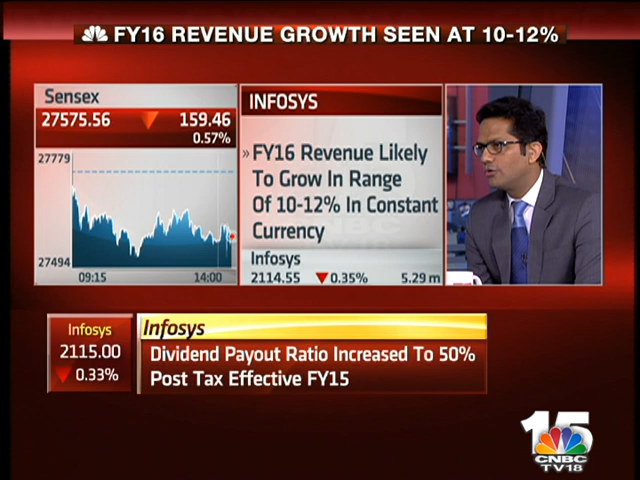 FY16 REVENUE GROWTH SEEN AT 10-12%
Sensex
27575.56 159.46
0.57%
27779
27494
09:15 14:00
INFOSYS
» FY16 Revenue Likely
To Grow In Range
Of 10-12% In Constant
Currency
Infosys
2114.55 0.35% 5.29 m
Infosys
2115.00
0.33%
Infosys
Dividend Payout Ratio Increased To 50%
Post Tax Effective FY15
15
CNBC
TV18